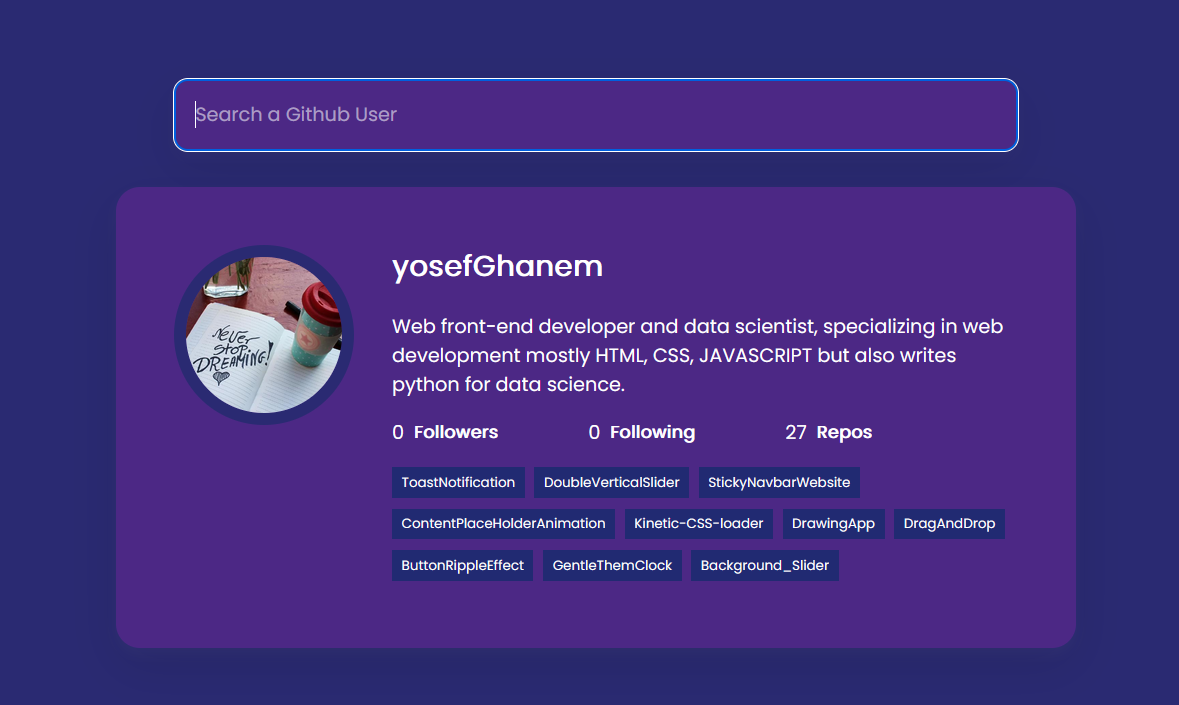 Search a Github User
yosefGhanem
NEVER
STOP
DREAMING!
Web front-end developer and data scientist, specializing in web
development mostly HTML, CSS, JAVASCRIPT but also writes
python for data science.
0 Followers 0 Following 27 Repos
ToastNotification DoubleVerticalSlider StickyNavbarWebsite
ContentPlaceHolderAnimation Kinetic-CSS-loader DrawingApp DragAndDrop
ButtonRippleEffect GentleThemClock Background_Slider